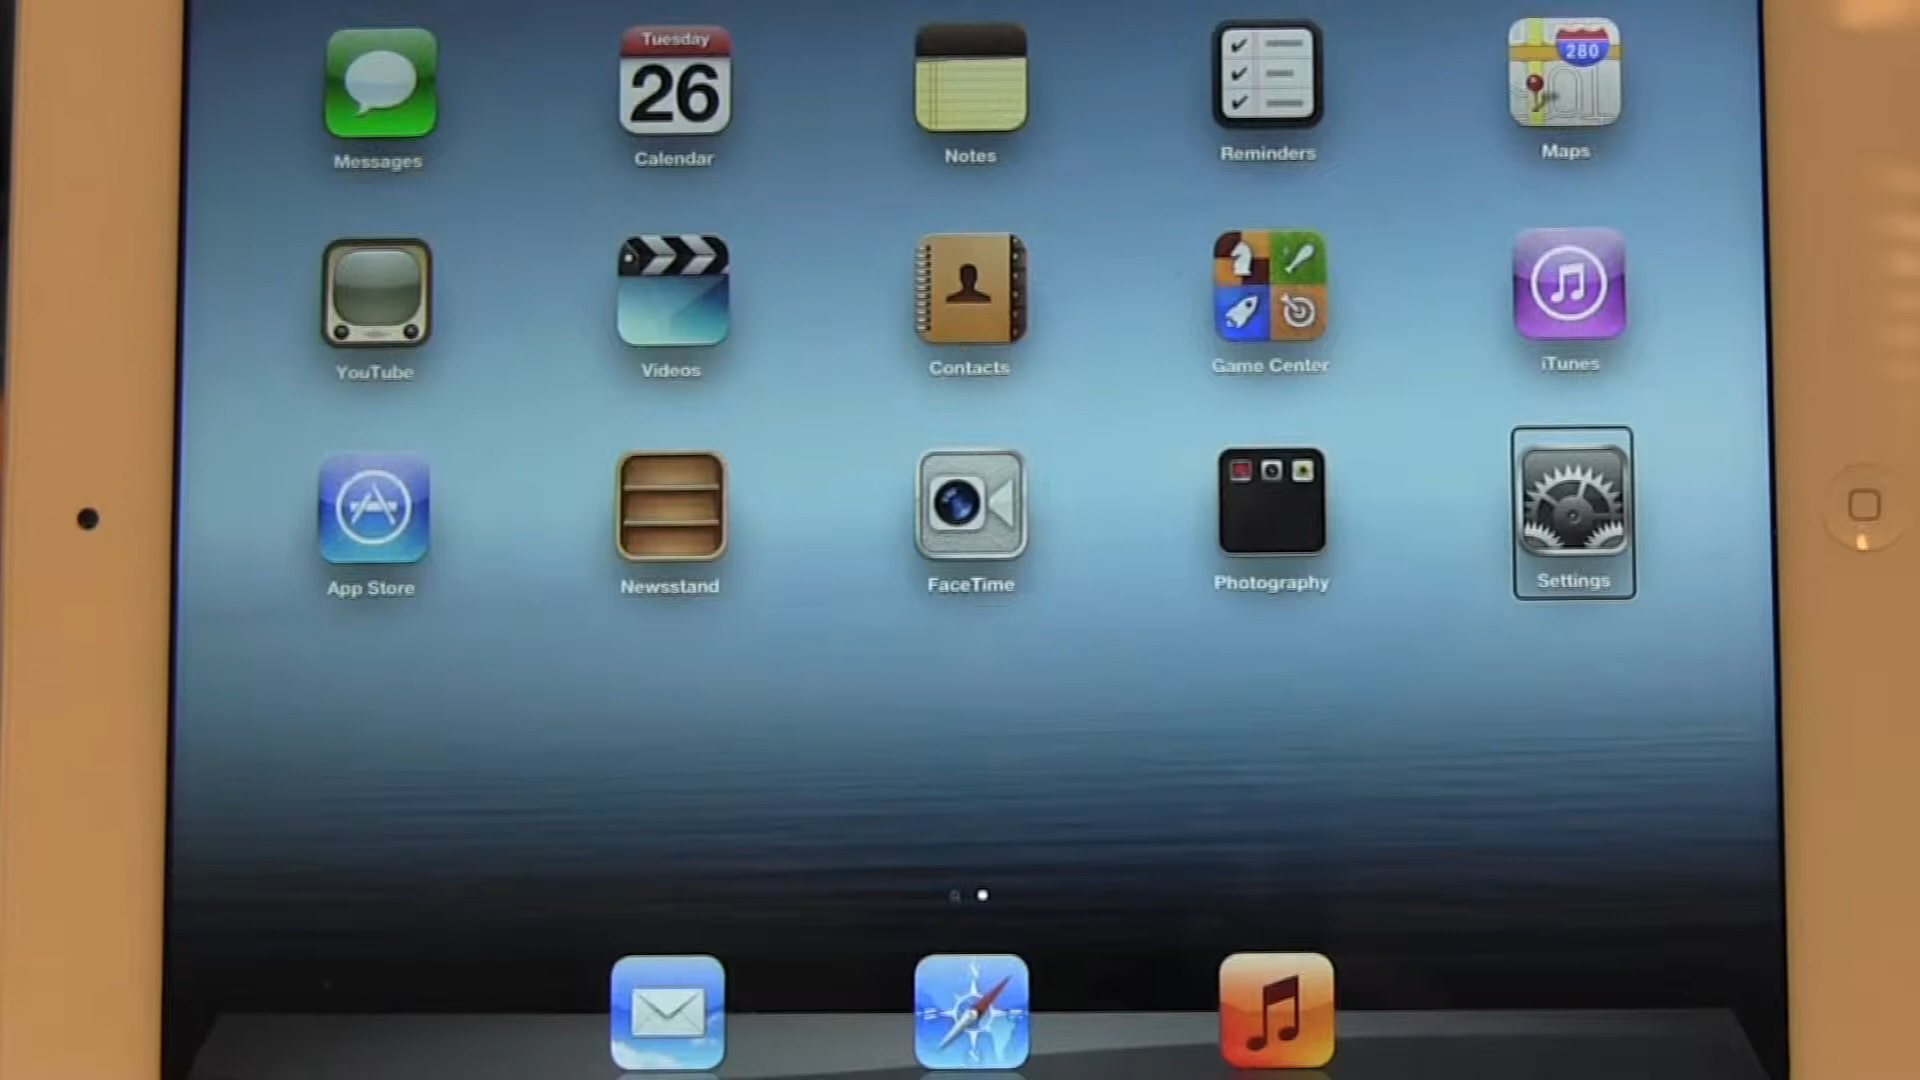 Tuesday
26
280
Messages
Calendar
Notes
Reminders
Maps
YouTube
Videos
Contacts
Game Center
iTunes
App Store
Newsstand
FaceTime
Photography
Settings